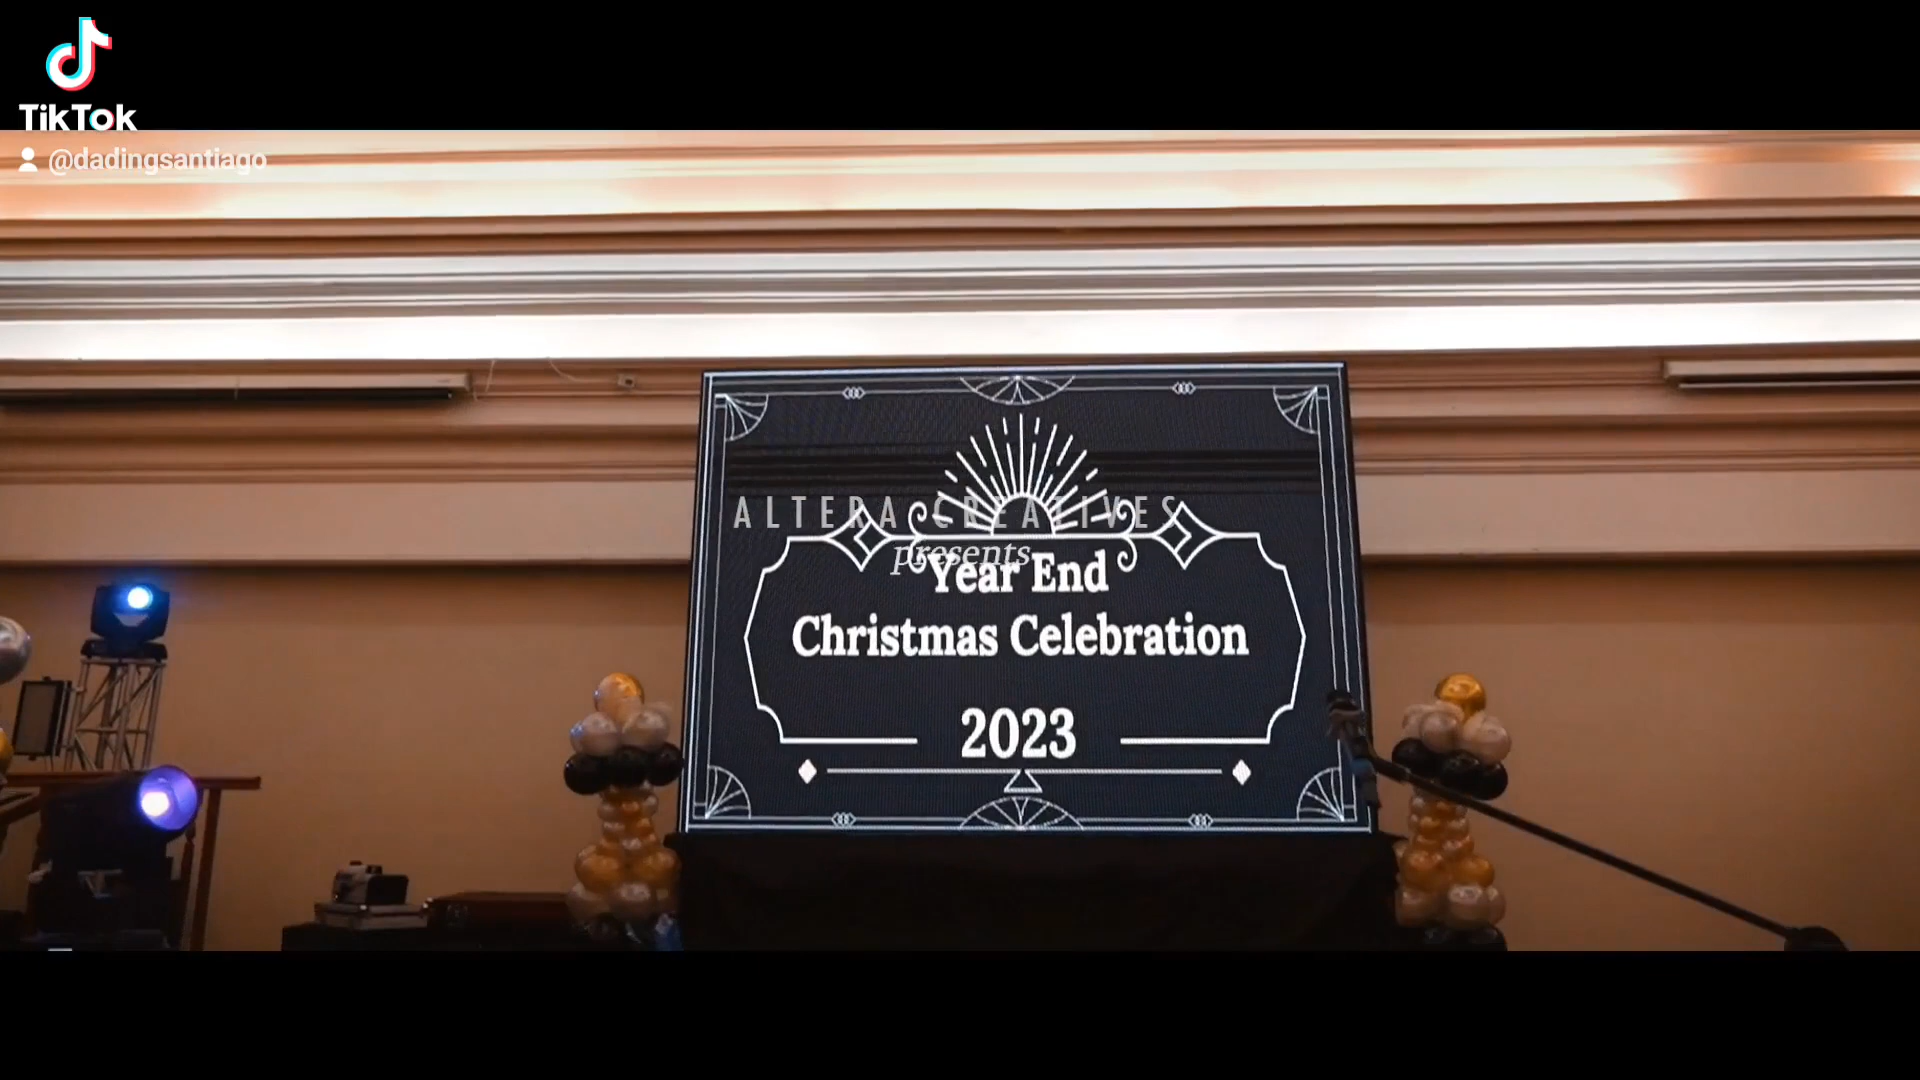 TikTok
@dadingsantiago
ALTERA CREATIVES
presents
Year End
Christmas Celebration
2023